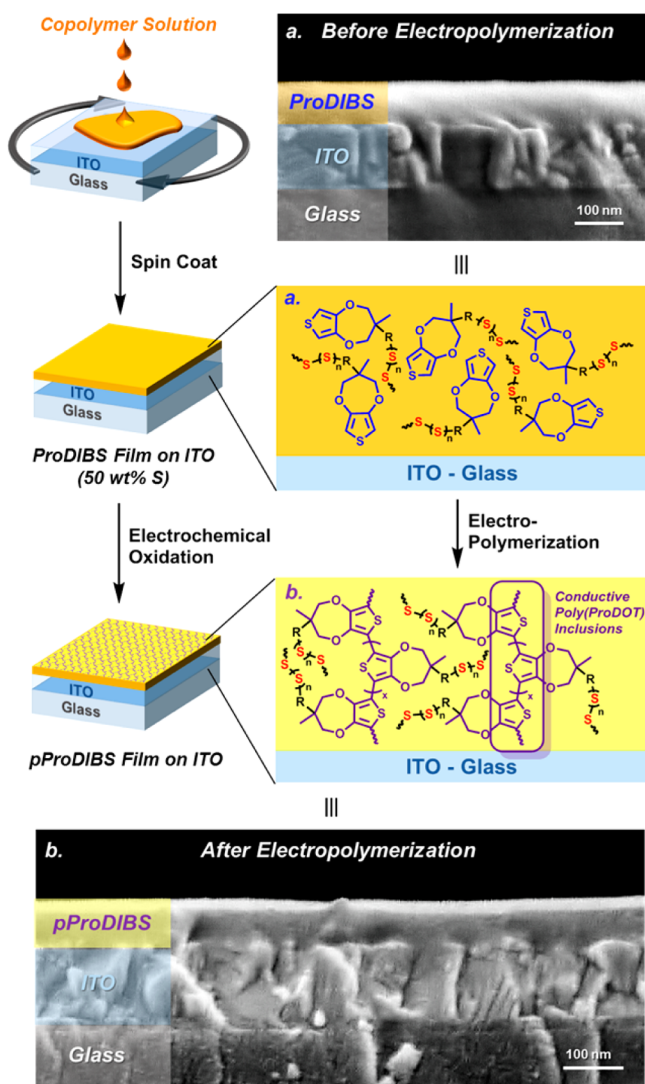 Copolymer Solution
ITO
Glass
a. Before Electropolymerization
ProDIBS
ITO
Glass
100 nm
Spin Coat
ITO
Glass
ProDIBS Film on ITO
(50 wt% S)
a.
S O O R S S n
S O O R S S n
S O O R S S n
S O O R S S n
S O O R S S n
ITO - Glass
Electrochemical
Oxidation
Electro-
Polymerization
ITO
Glass
pProDIBS Film on ITO
b.
Conductive
Poly(ProDOT)
Inclusions
S O O R S S n
S O O R S S n x
S O O R S S n
S O O R S S n
S O O R S S n x
S O O R S S n
ITO - Glass
b. After Electropolymerization
pProDIBS
ITO
Glass
100 nm